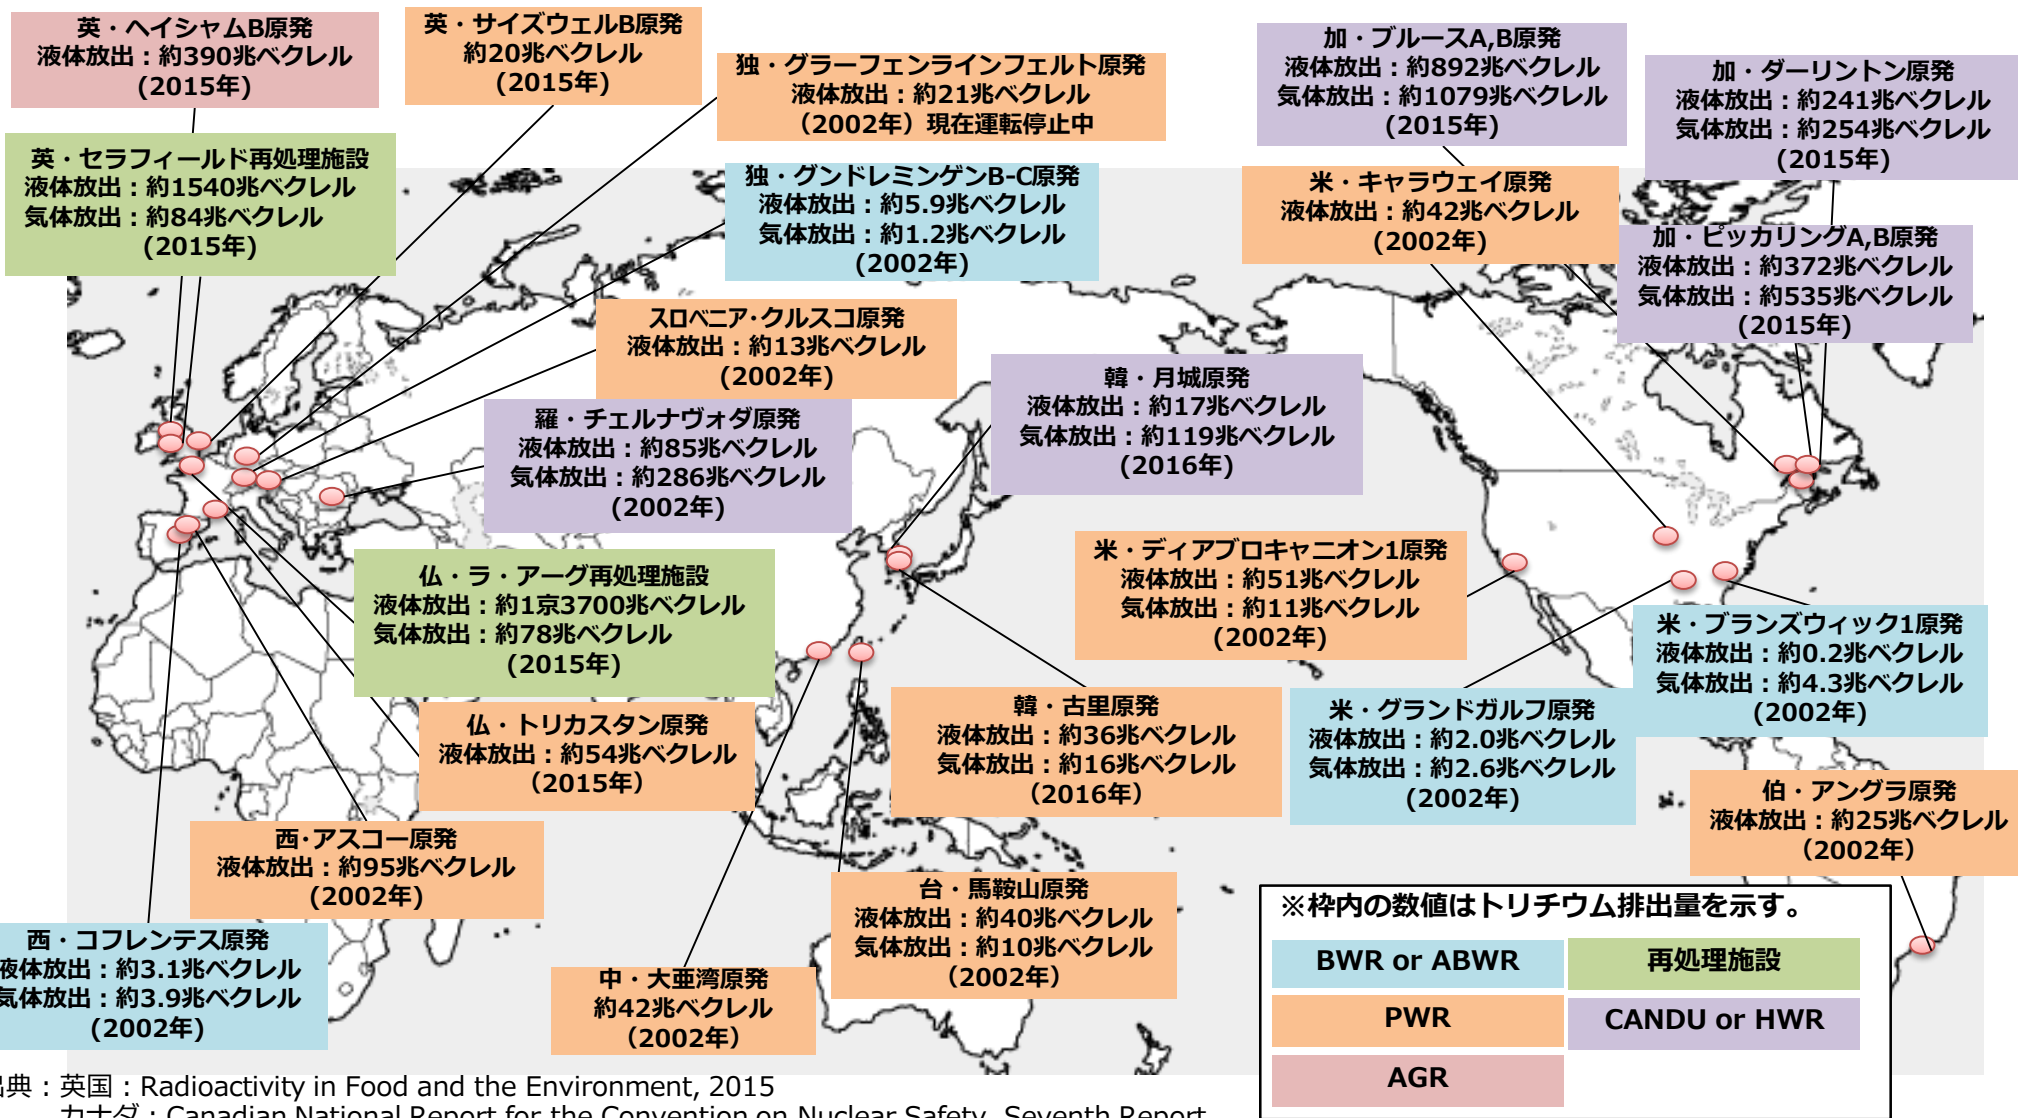 英・ヘイシャムB原発
液体放出：約390兆ベクレル
(2015年)
英・サイズウェルB原発
約20兆ベクレル
(2015年)
独・グラーフェンラインフェルト原発
液体放出：約21兆ベクレル
（2002年）現在運転停止中
加・ブルースA,B原発
液体放出：約892兆ベクレル
気体放出：約1079兆ベクレル
(2015年)
加・ダーリントン原発
液体放出：約241兆ベクレル
気体放出：約254兆ベクレル
(2015年)
英・セラフィールド再処理施設
液体放出：約1540兆ベクレル
気体放出：約84兆ベクレル
(2015年)
独・グンドレミンゲンB-C原発
液体放出：約5.9兆ベクレル
気体放出：約1.2兆ベクレル
(2002年)
米・キャラウェイ原発
液体放出：約42兆ベクレル
(2002年)
加・ピッカリングA,B原発
液体放出：約372兆ベクレル
気体放出：約535兆ベクレル
(2015年)
スロベニア・クルスコ原発
液体放出：約13兆ベクレル
(2002年)
韓・月城原発
液体放出：約17兆ベクレル
気体放出：約119兆ベクレル
(2016年)
羅・チェルナヴォダ原発
液体放出：約85兆ベクレル
気体放出：約286兆ベクレル
(2002年)
仏・ラ・アーグ再処理施設
液体放出：約1京3700兆ベクレル
気体放出：約78兆ベクレル
(2015年)
米・ディアブロキャニオン1原発
液体放出：約51兆ベクレル
気体放出：約11兆ベクレル
(2002年)
米・ブランズウィック1原発
液体放出：約0.2兆ベクレル
気体放出：約4.3兆ベクレル
(2002年)
仏・トリカスタン原発
液体放出：約54兆ベクレル
（2015年）
韓・古里原発
液体放出：約36兆ベクレル
気体放出：約16兆ベクレル
（2016年）
米・グランドガルフ原発
液体放出：約2.0兆ベクレル
気体放出：約2.6兆ベクレル
(2002年)
伯・アングラ原発
液体放出：約25兆ベクレル
（2002年）
西・アスコー原発
液体放出：約95兆ベクレル
(2002年)
台・馬鞍山原発
液体放出：約40兆ベクレル
気体放出：約10兆ベクレル
（2002年）
西・コフレンテス原発
液体放出：約3.1兆ベクレル
気体放出：約3.9兆ベクレル
(2002年)
中・大亜湾原発
約42兆ベクレル
（2002年）
※枠内の数値はトリチウム排出量を示す。
BWR or ABWR
再処理施設
PWR
CANDU or HWR
AGR
出典：英国：Radioactivity in Food and the Environment, 2015
カナダ：Canadian National Report for the Convention on Nuclear Safety, Seventh Report